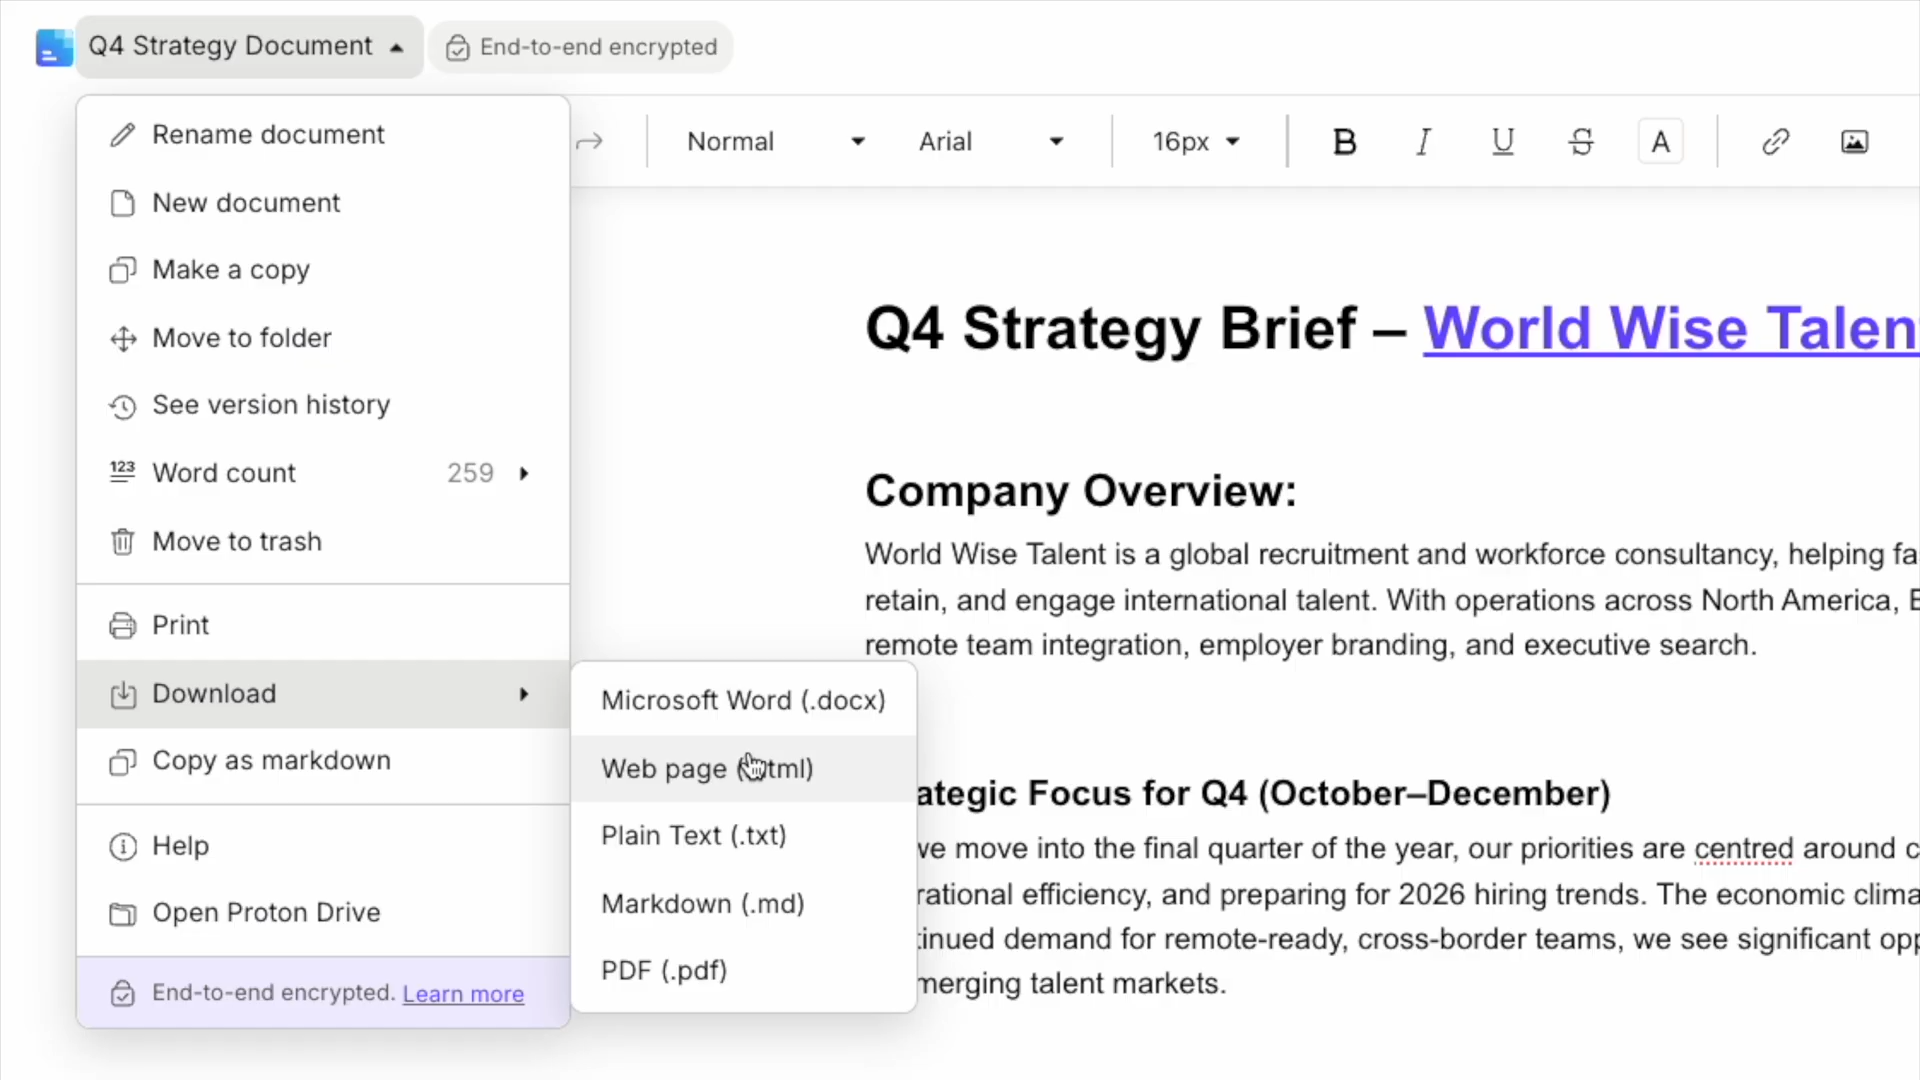 Q4 Strategy Document
End-to-end encrypted
Normal
Arial
16px
B
I
U
S
A
Rename document
New document
Make a copy
Move to folder
See version history
123 Word count 259
Move to trash
Print
Download
Copy as markdown
Help
Open Proton Drive
End-to-end encrypted. Learn more
Microsoft Word (.docx)
Web page
Plain Text (.txt)
Markdown (.md)
PDF (.pdf)
Q4 Strategy Brief – World Wise Talen
Company Overview:
World Wise Talent is a global recruitment and workforce consultancy, helping fa
retain, and engage international talent. With operations across North America, E
remote team integration, employer branding, and executive search.
ategic Focus for Q4 (October–December)
we move into the final quarter of the year, our priorities are centred around c
rational efficiency, and preparing for 2026 hiring trends. The economic clima
tinued demand for remote-ready, cross-border teams, we see significant opp
merging talent markets.